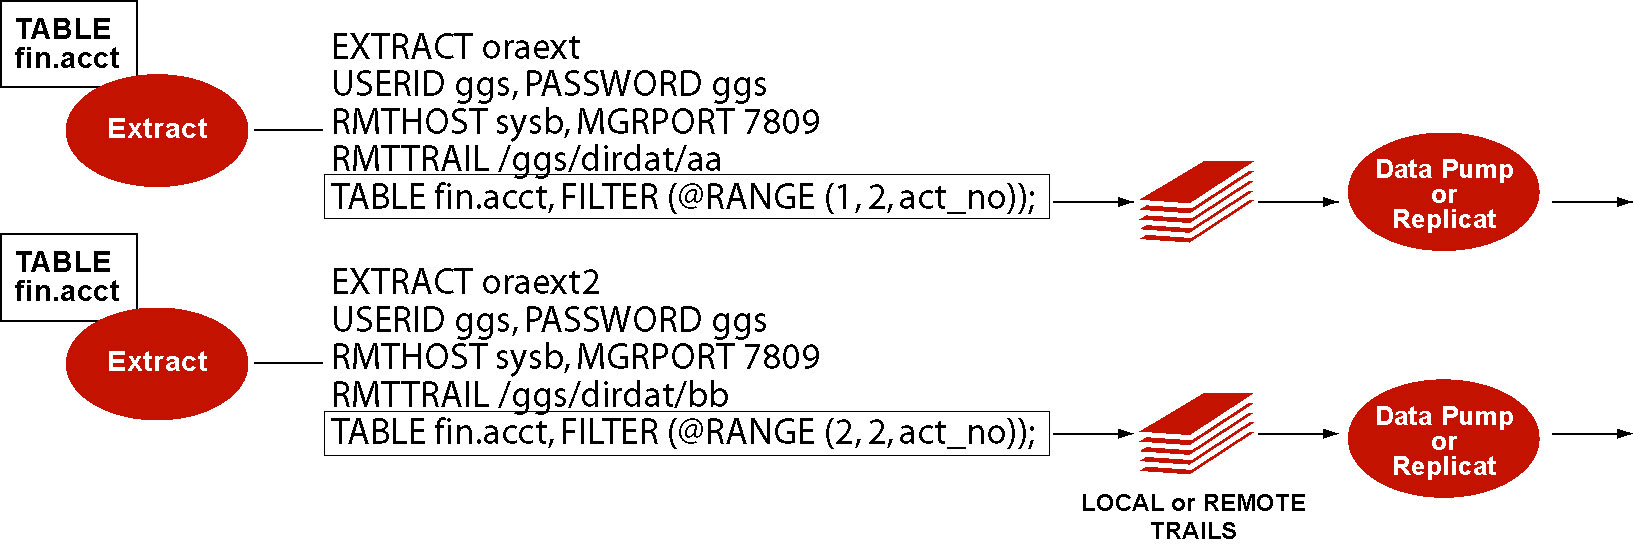 TABLE
fin.acct
Extract
EXTRACT oraext
USERID ggs, PASSWORD ggs
RMTHOST sysb, MGRPORT 7809
RMTTRAIL /ggs/dirdat/aa
TABLE fin.acct, FILTER (@RANGE (1, 2, act_no));
Data Pump
or
Replicat
TABLE
fin.acct
Extract
EXTRACT oraext2
USERID ggs, PASSWORD ggs
RMTHOST sysb, MGRPORT 7809
RMTTRAIL /ggs/dirdat/bb
TABLE fin.acct, FILTER (@RANGE (2, 2, act_no));
Data Pump
or
Replicat
LOCAL or REMOTE
TRAILS